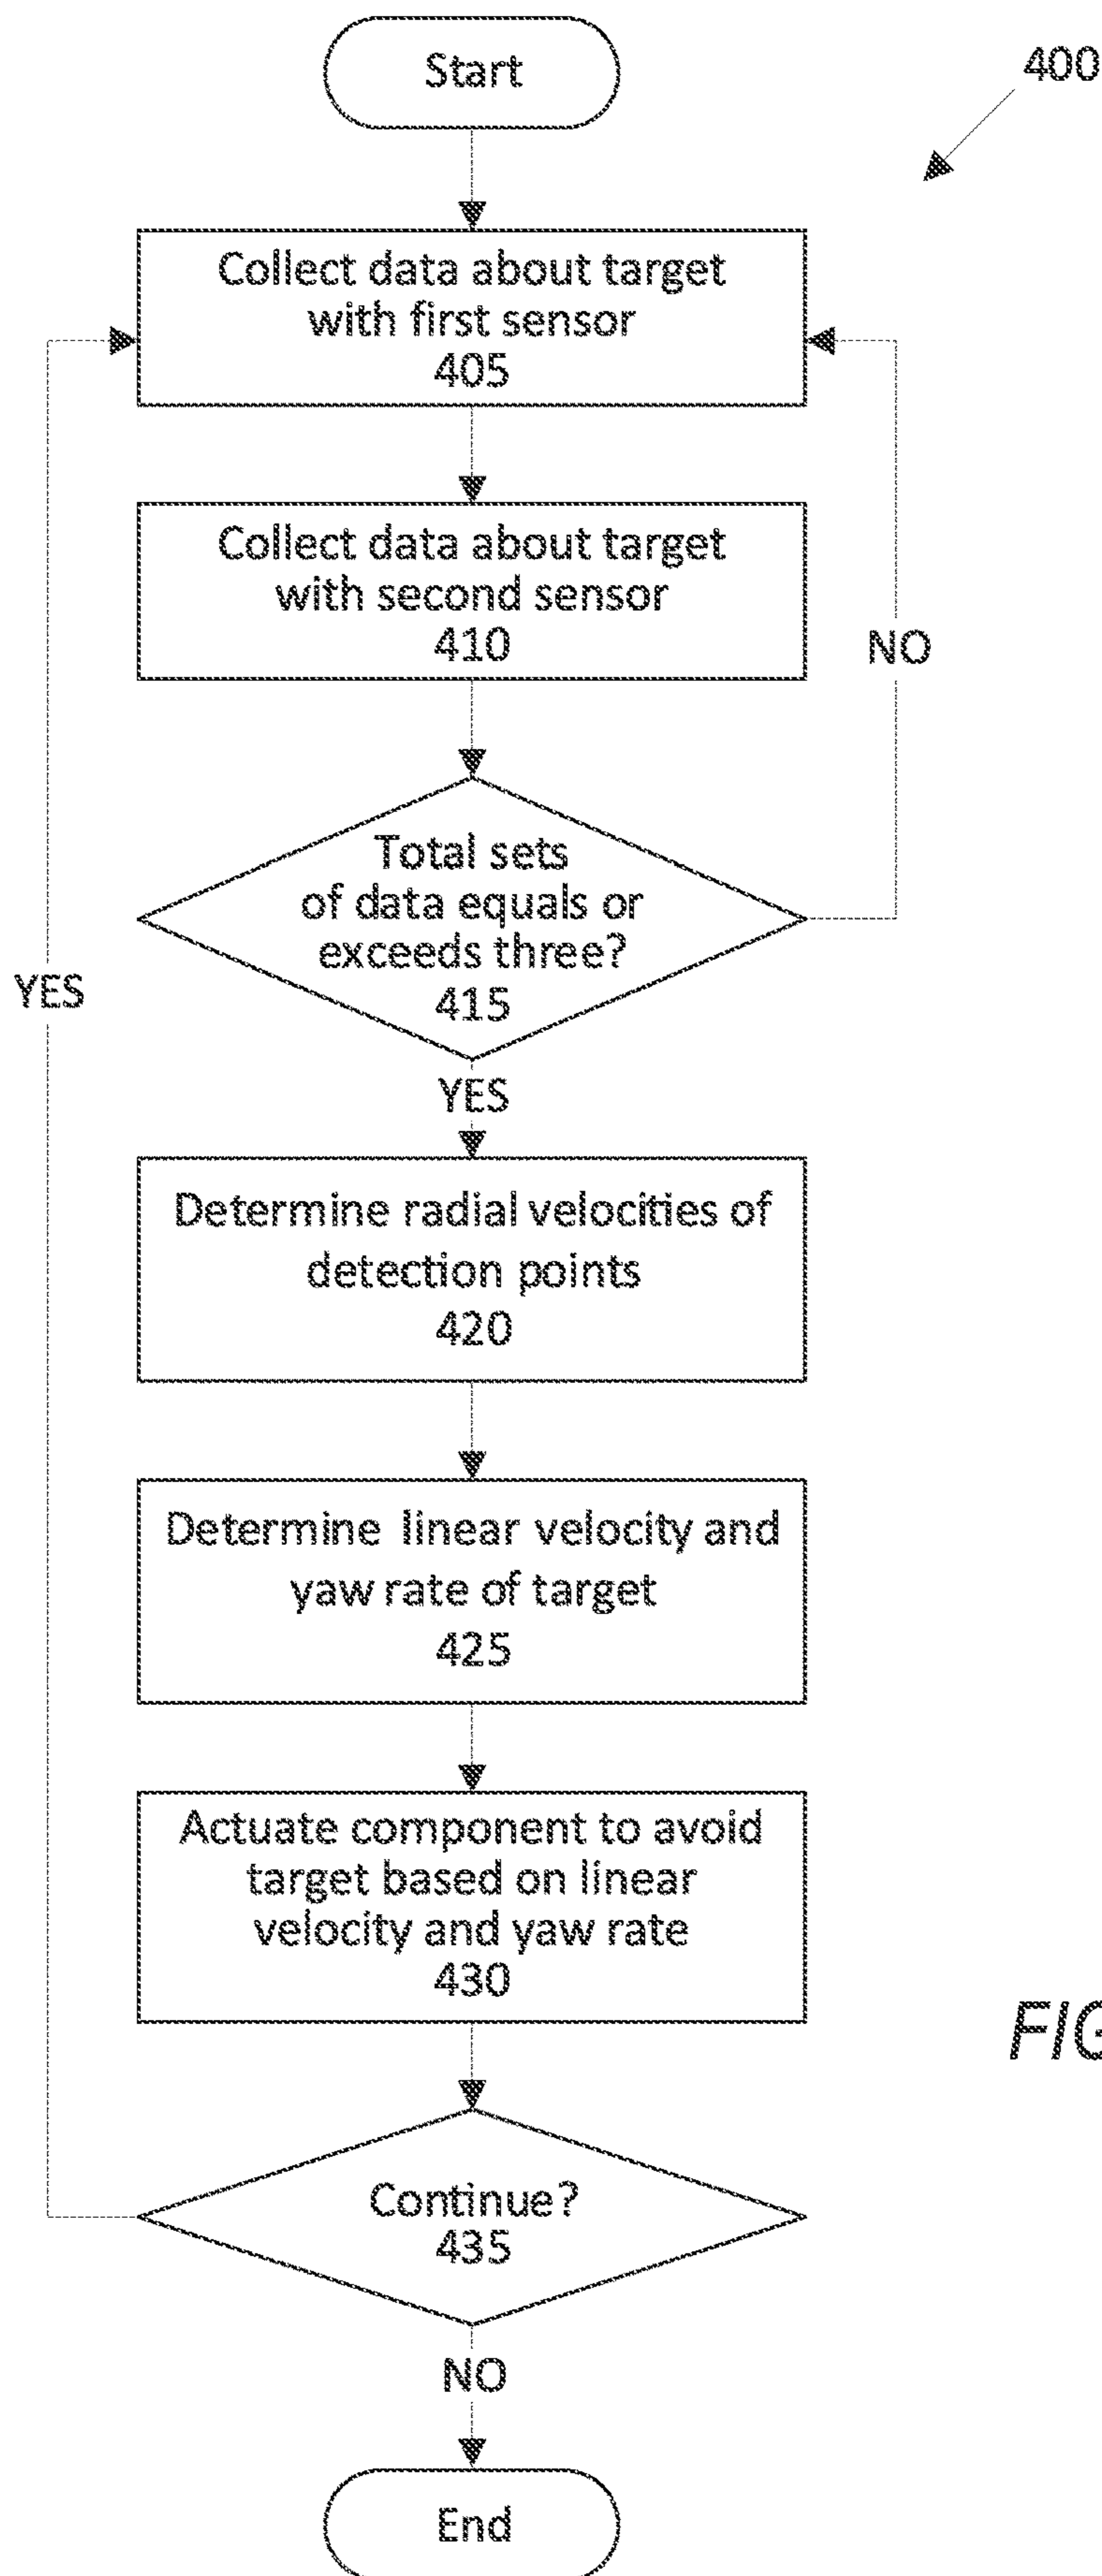 Start
400
Collect data about target
with first sensor
405
Collect data about target
with second sensor
410
NO
Total sets
of data equals or
exceeds three?
415
YES
YES
Determine radial velocities of
detection points
420
Determine linear velocity and
yaw rate of target
425
Actuate component to avoid
target based on linear
velocity and yaw rate
430
Continue?
435
NO
End